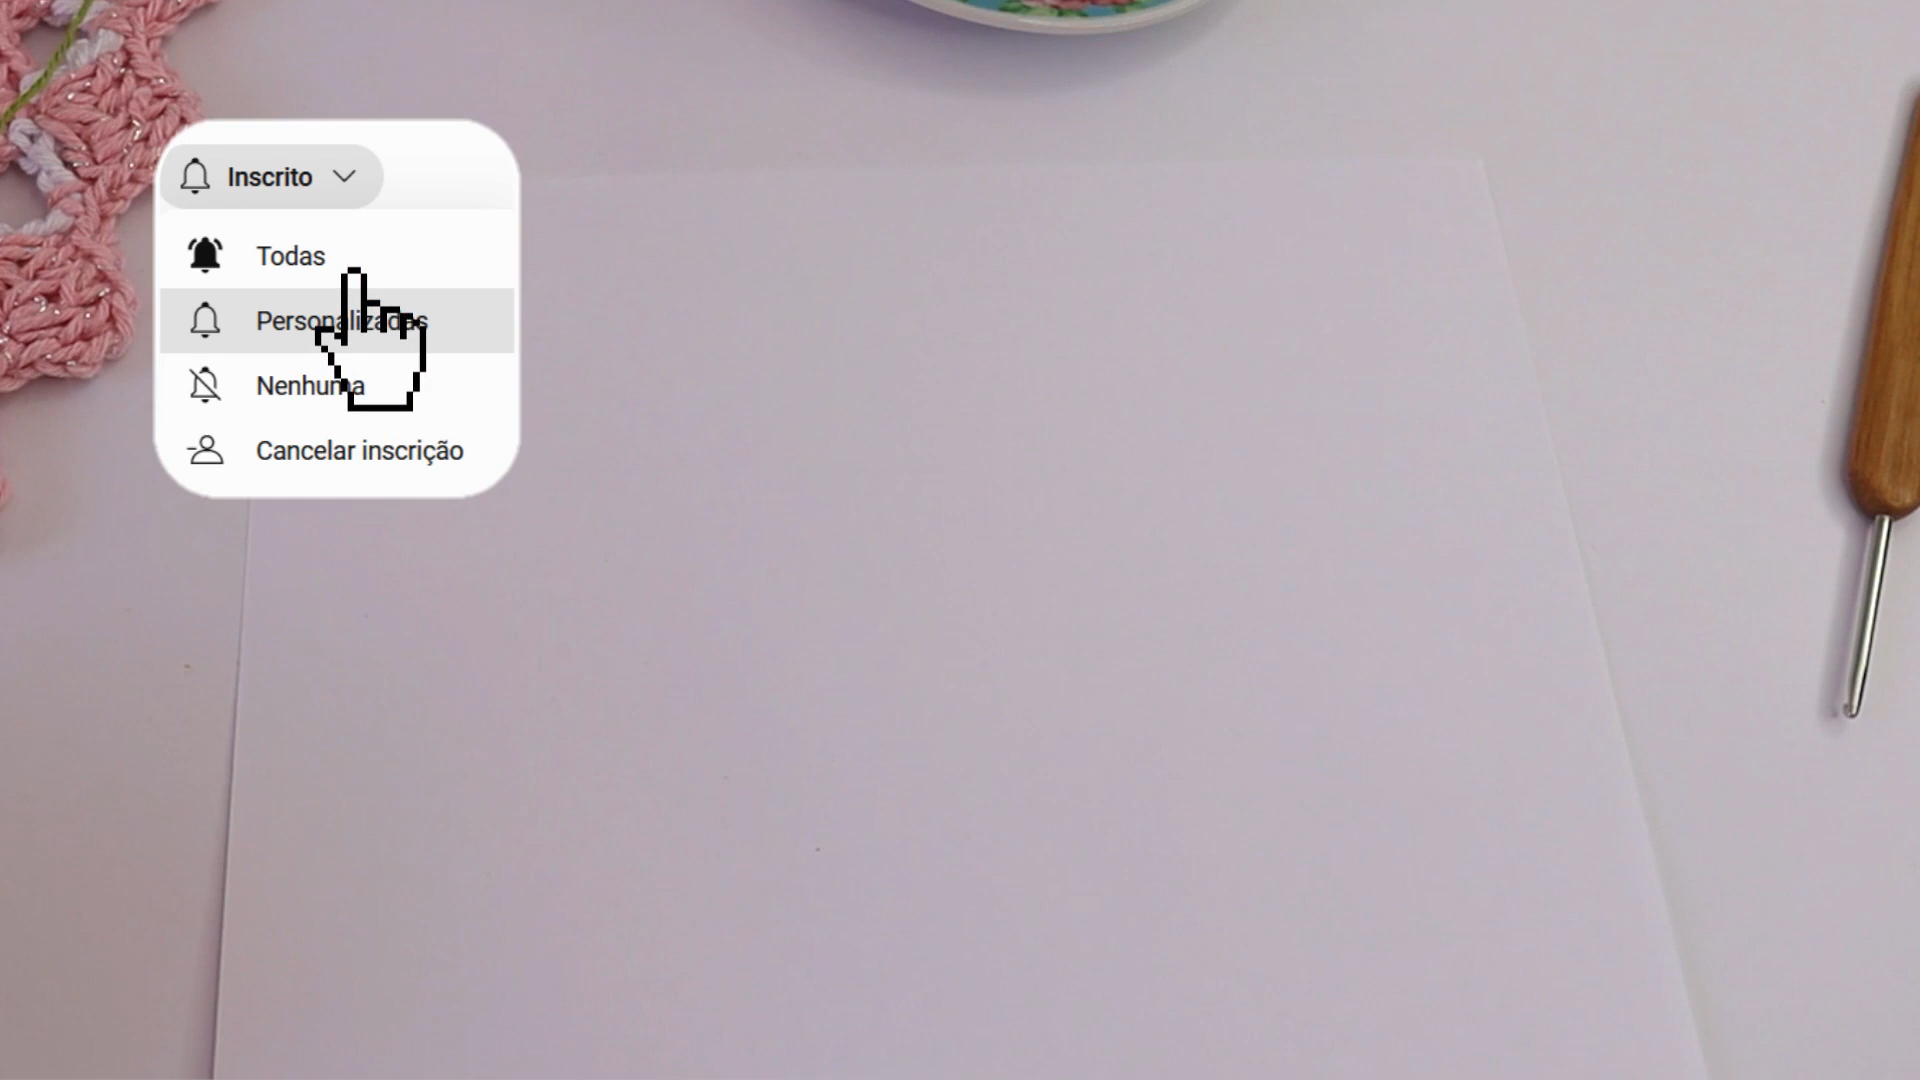 Inscrito
Todas
Personalizadas
Nenhuma
Cancelar inscrição